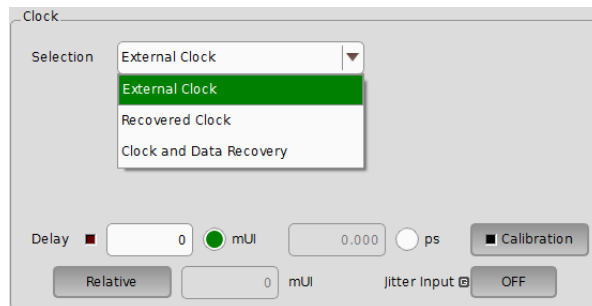 Clock
Selection External Clock
External Clock
Recovered Clock
Clock and Data Recovery
Delay 0 mUI 0.000 ps Calibration
Relative 0 mUI Jitter Input OFF